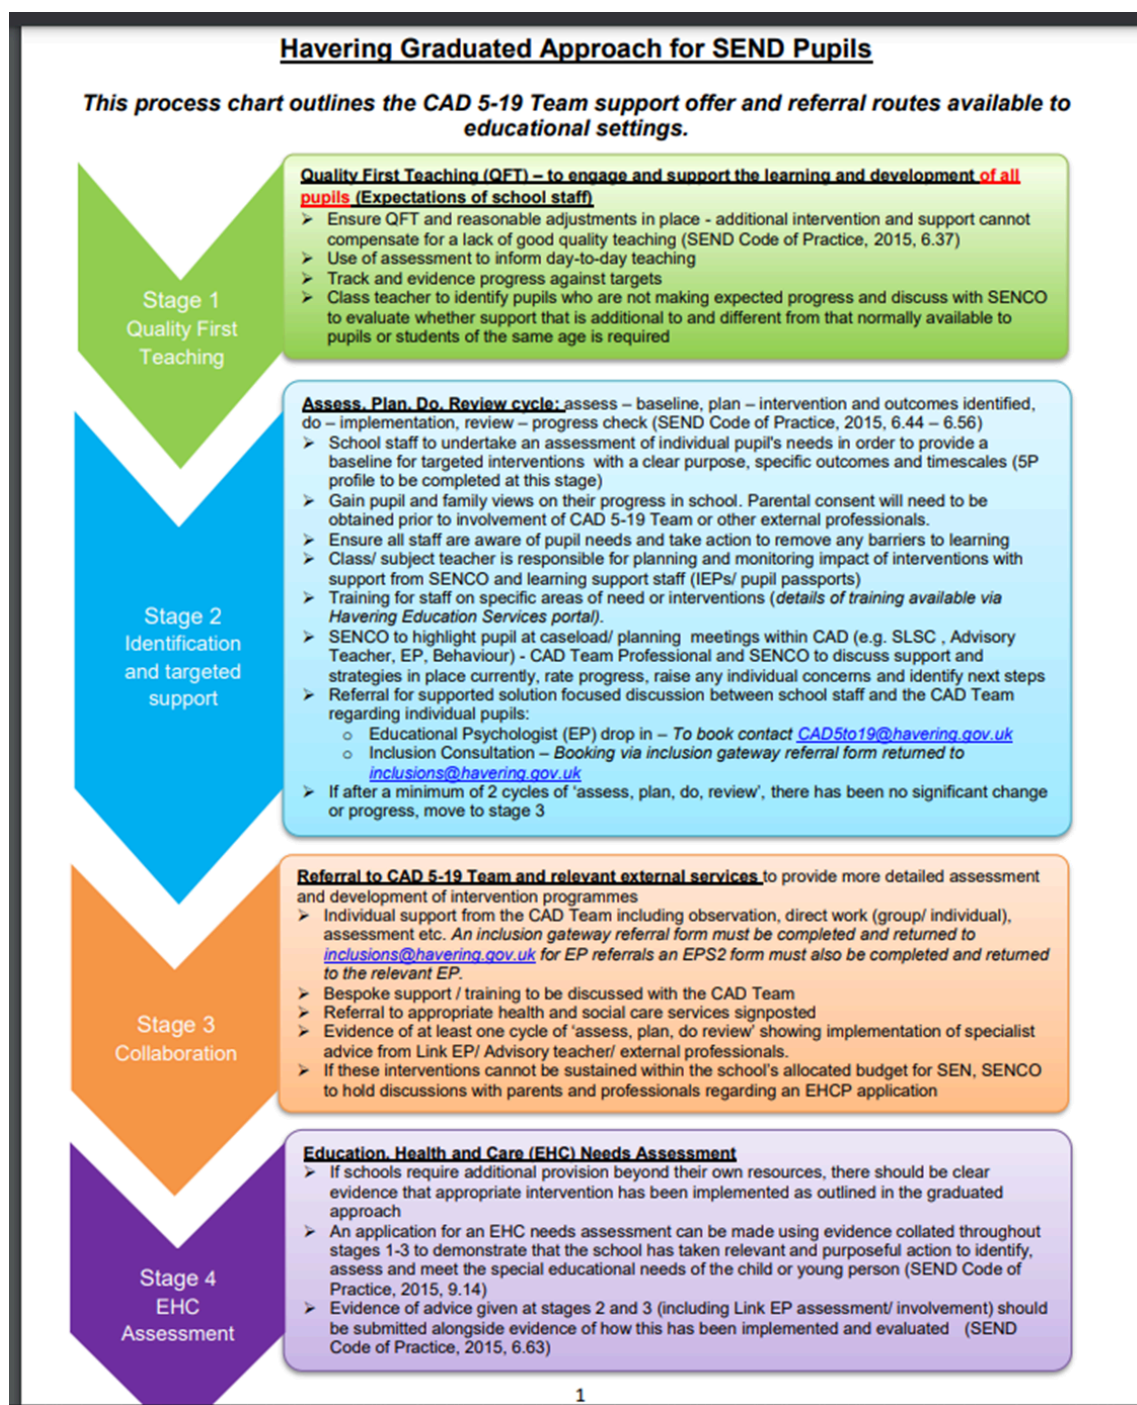 Havering Graduated Approach for SEND Pupils
This process chart outlines the CAD 5-19 Team support offer and referral routes available to
educational settings.
Stage 1
Quality First
Teaching
Quality First Teaching (QFT) – to engage and support the learning and development of all
pupils (Expectations of school staff)
➢ Ensure QFT and reasonable adjustments in place - additional intervention and support cannot
compensate for a lack of good quality teaching (SEND Code of Practice, 2015, 6.37)
➢ Use of assessment to inform day-to-day teaching
➢ Track and evidence progress against targets
➢ Class teacher to identify pupils who are not making expected progress and discuss with SENCO
to evaluate whether support that is additional to and different from that normally available to
pupils or students of the same age is required
Stage 2
Identification
and targeted
support
Assess, Plan, Do, Review cycle: assess – baseline, plan – intervention and outcomes identified,
do – implementation, review – progress check (SEND Code of Practice, 2015, 6.44 – 6.56)
➢ School staff to undertake an assessment of individual pupil's needs in order to provide a
baseline for targeted interventions with a clear purpose, specific outcomes and timescales (5P
profile to be completed at this stage)
➢ Gain pupil and family views on their progress in school. Parental consent will need to be
obtained prior to involvement of CAD 5-19 Team or other external professionals.
➢ Ensure all staff are aware of pupil needs and take action to remove any barriers to learning
➢ Class/ subject teacher is responsible for planning and monitoring impact of interventions with
support from SENCO and learning support staff (IEPs/ pupil passports)
➢ Training for staff on specific areas of need or interventions (details of training available via
Havering Education Services portal).
➢ SENCO to highlight pupil at caseload/ planning meetings within CAD (e.g. SLSC , Advisory
Teacher, EP, Behaviour) - CAD Team Professional and SENCO to discuss support and
strategies in place currently, rate progress, raise any individual concerns and identify next steps
➢ Referral for supported solution focused discussion between school staff and the CAD Team
regarding individual pupils:
o Educational Psychologist (EP) drop in – To book contact CAD5to19@havering.gov.uk
o Inclusion Consultation – Booking via inclusion gateway referral form returned to
inclusions@havering.gov.uk
➢ If after a minimum of 2 cycles of ‘assess, plan, do, review’, there has been no significant change
or progress, move to stage 3
Stage 3
Collaboration
Referral to CAD 5-19 Team and relevant external services to provide more detailed assessment
and development of intervention programmes
➢ Individual support from the CAD Team including observation, direct work (group/ individual),
assessment etc. An inclusion gateway referral form must be completed and returned to
inclusions@havering.gov.uk for EP referrals an EPS2 form must also be completed and returned
to the relevant EP.
➢ Bespoke support / training to be discussed with the CAD Team
➢ Referral to appropriate health and social care services signposted
➢ Evidence of at least one cycle of ‘assess, plan, do review’ showing implementation of specialist
advice from Link EP/ Advisory teacher/ external professionals.
➢ If these interventions cannot be sustained within the school’s allocated budget for SEN, SENCO
to hold discussions with parents and professionals regarding an EHCP application
Stage 4
EHC
Assessment
Education, Health and Care (EHC) Needs Assessment
➢ If schools require additional provision beyond their own resources, there should be clear
evidence that appropriate intervention has been implemented as outlined in the graduated
approach
➢ An application for an EHC needs assessment can be made using evidence collated throughout
stages 1-3 to demonstrate that the school has taken relevant and purposeful action to identify,
assess and meet the special educational needs of the child or young person (SEND Code of
Practice, 2015, 9.14)
➢ Evidence of advice given at stages 2 and 3 (including Link EP assessment/ involvement) should
be submitted alongside evidence of how this has been implemented and evaluated (SEND
Code of Practice, 2015, 6.63)
1